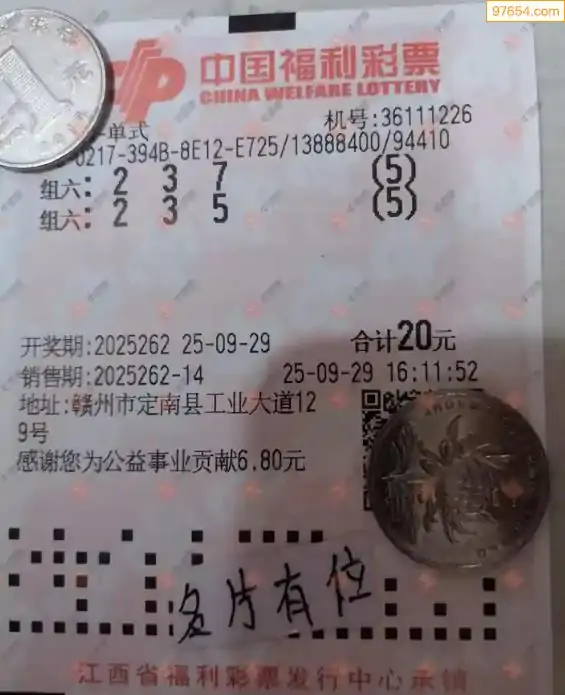 97654.com
1
中国福利彩票
CHINA WELFARE LOTTERY
单式 机号:36111226
0217-394B-8E12-E725/13888400/94410
组六: 2 3 7 (5)
组六: 2 3 5 (5)
开奖期:2025262 25-09-29 合计20元
销售期:2025262-14 25-09-29 16:11:52
地址:赣州市定南县工业大道12
9号
感谢您为公益事业贡献6.80元
名片有位
江西省福利彩票发行中心承销